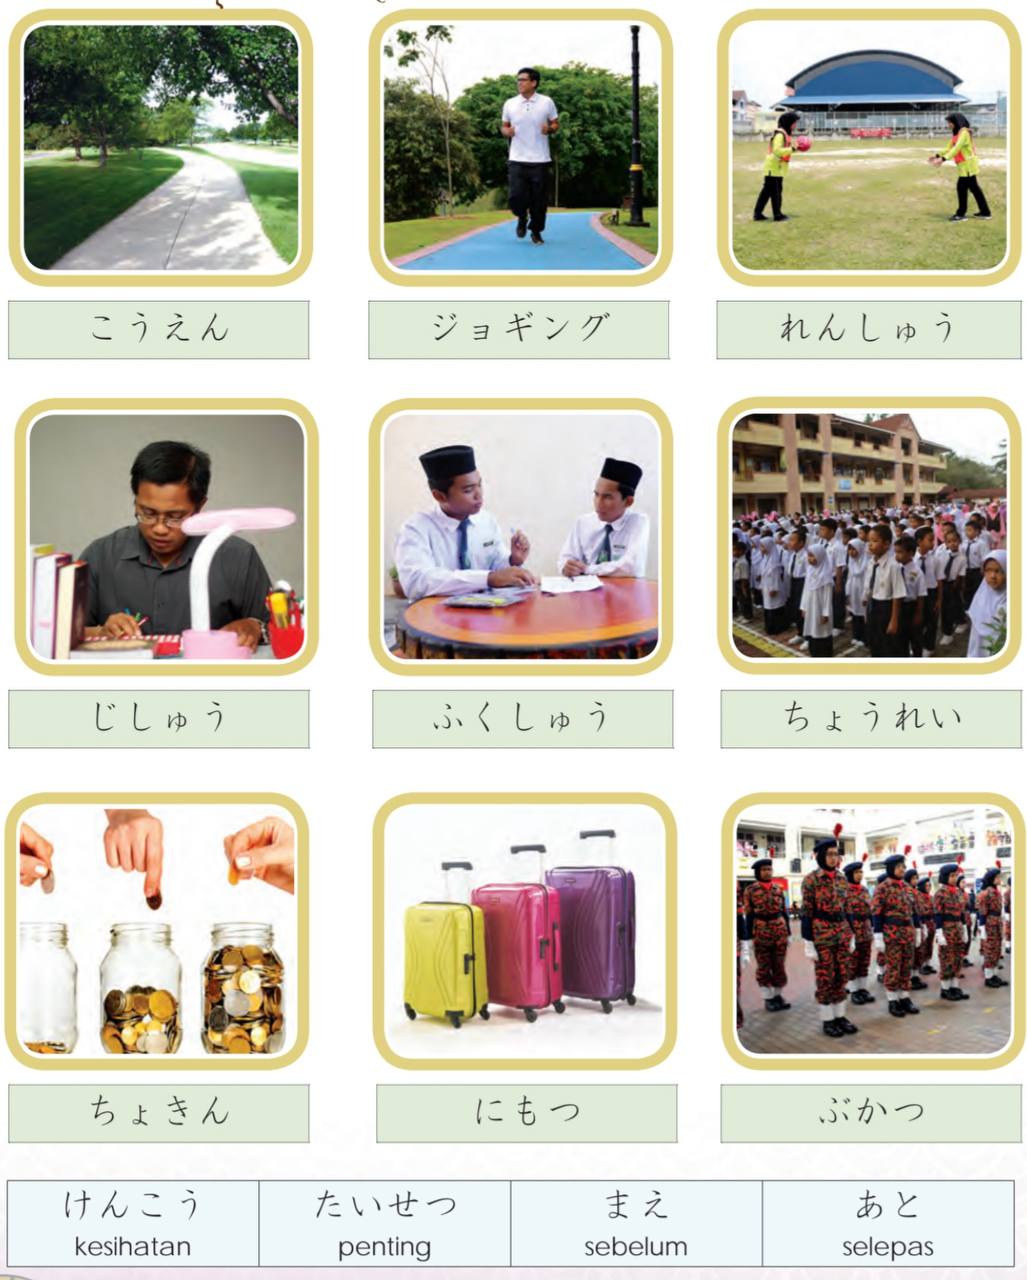 こうえん
ジョギング
れんしゅう
じしゅう
ふくしゅう
ちょうれい
ちょきん
にもつ
ぶかつ
けんこう たいせつ まえ あと
kesihatan penting sebelum selepas